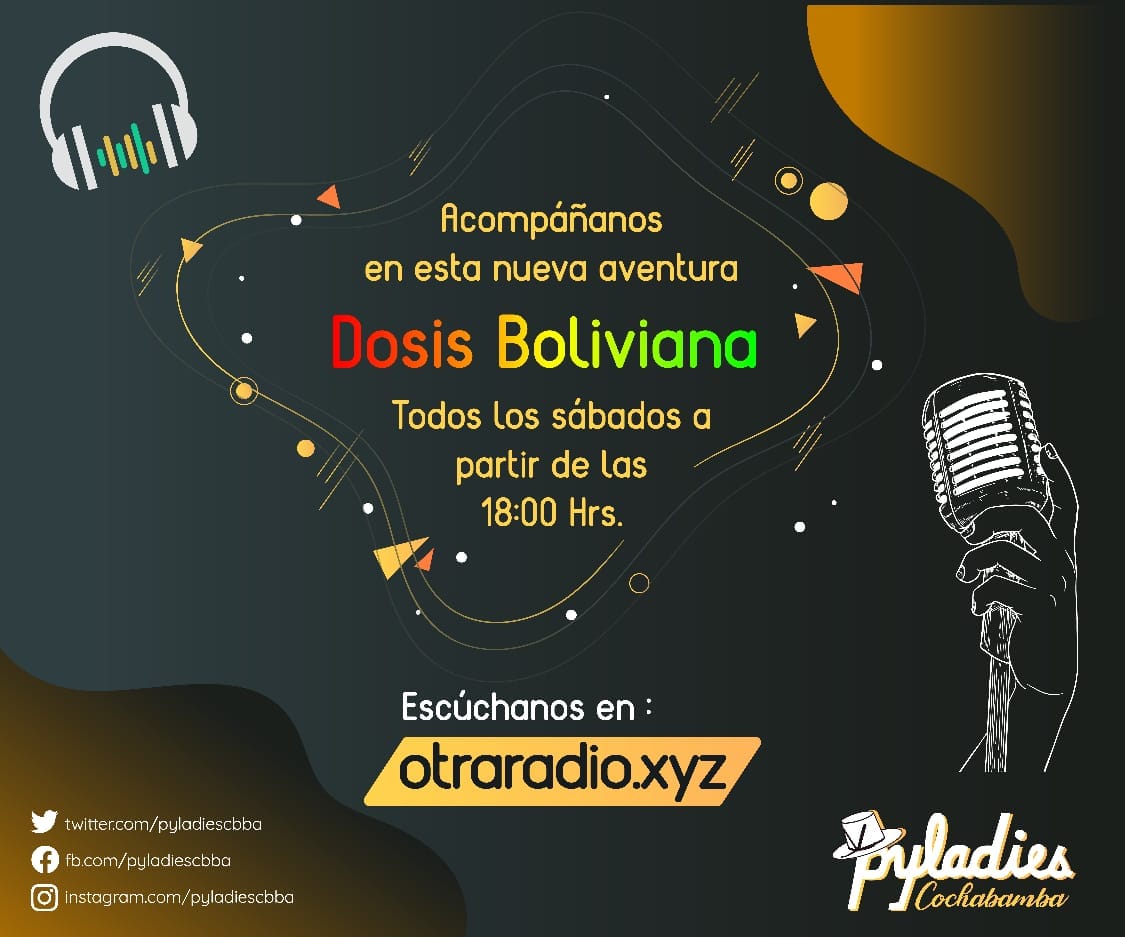 Acompáñanos
en esta nueva aventura
Dosis Boliviana
Todos los sábados a
partir de las
18:00 Hrs.
Escúchanos en :
otraradio.xyz
twitter.com/pyladiescbba
fb.com/pyladiescbba
instagram.com/pyladiescbba
pyladies
Cochabamba